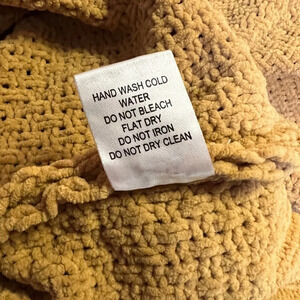 HAND WASH COLD
WATER
DO NOT BLEACH
FLAT DRY
DO NOT IRON
DO NOT DRY CLEAN